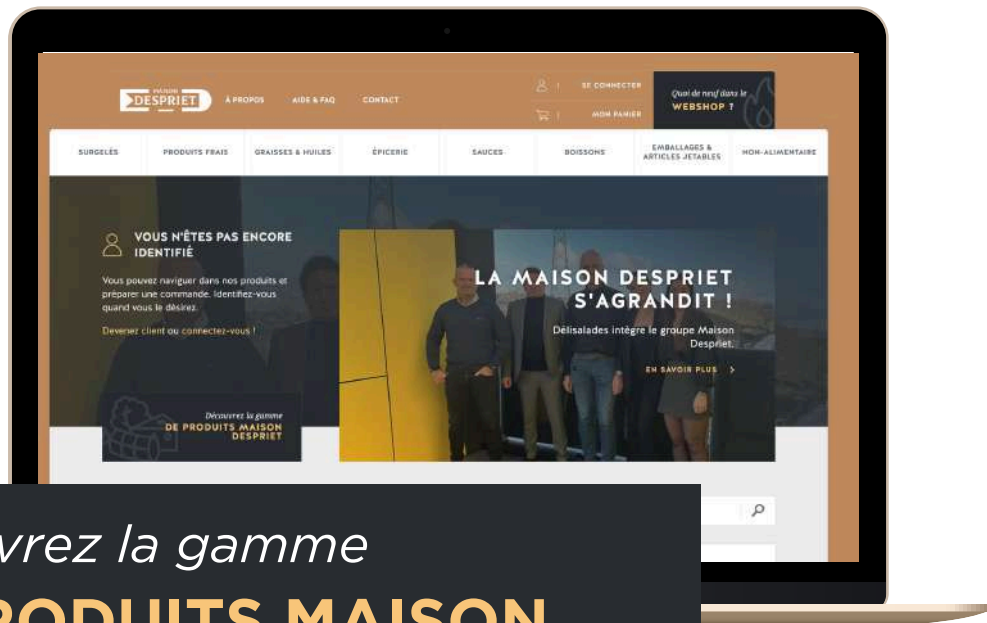 MAISON
DESPRIET
À PROPOS
AIDE & FAQ
CONTACT
SE CONNECTER
MON PANIER
Quoi de neuf dans le
WEBSHOP ?
SURGELÉS
PRODUITS FRAIS
GRAISSES & HUILES
ÉPICERIE
SAUCES
BOISSONS
EMBALLAGES &
ARTICLES JETABLES
NON-ALIMENTAIRE
VOUS N'ÊTES PAS ENCORE
IDENTIFIÉ
Vous pouvez naviguer dans nos produits et
préparer une commande. Identifiez-vous
quand vous le désirez.
Devenez client ou connectez-vous !
Découvrez la gamme
DE PRODUITS MAISON
DESPRIET
LA MAISON DESPRIET
S'AGRANDIT !
Délisalades intègre le groupe Maison
Despriet.
EN SAVOIR PLUS
vrez la gamme
RODUITS MAISON